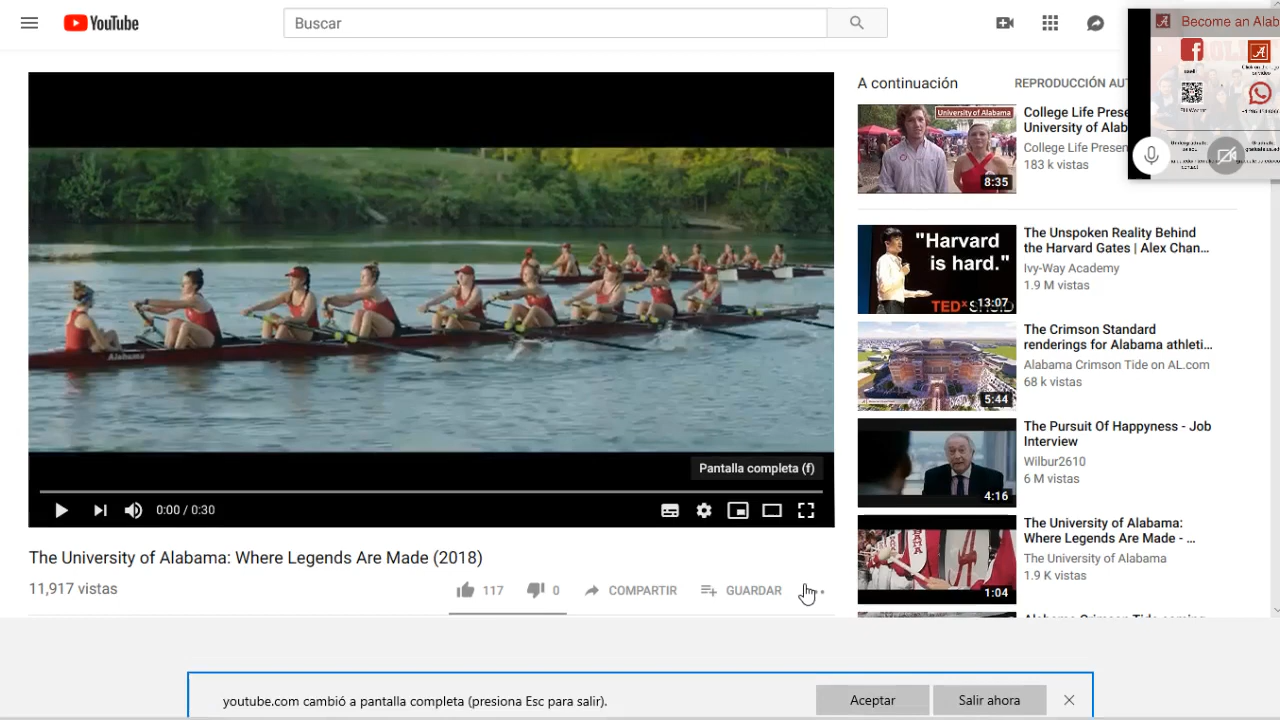 YouTube
Buscar
Become an Alab
A continuación
REPRODUCCIÓN AUT
University of Alabama
8:35
College Life Prese
University of Alab
College Life Presen
183 k vistas
"Harvard
is hard."
TEDx
13:07
The Unspoken Reality Behind
the Harvard Gates | Alex Chan...
Ivy-Way Academy
1.9 M vistas
5:44
The Crimson Standard
renderings for Alabama athleti...
Alabama Crimson Tide on AL.com
68 k vistas
4:16
The Pursuit Of Happyness - Job
Interview
Wilbur2610
6 M vistas
1:04
The University of Alabama:
Where Legends Are Made - ...
The University of Alabama
1.9 K vistas
Alabama
Pantalla completa (f)
0:00 / 0:30
The University of Alabama: Where Legends Are Made (2018)
11,917 vistas
117
0
COMPARTIR
GUARDAR
youtube.com cambió a pantalla completa (presiona Esc para salir).
Aceptar
Salir ahora